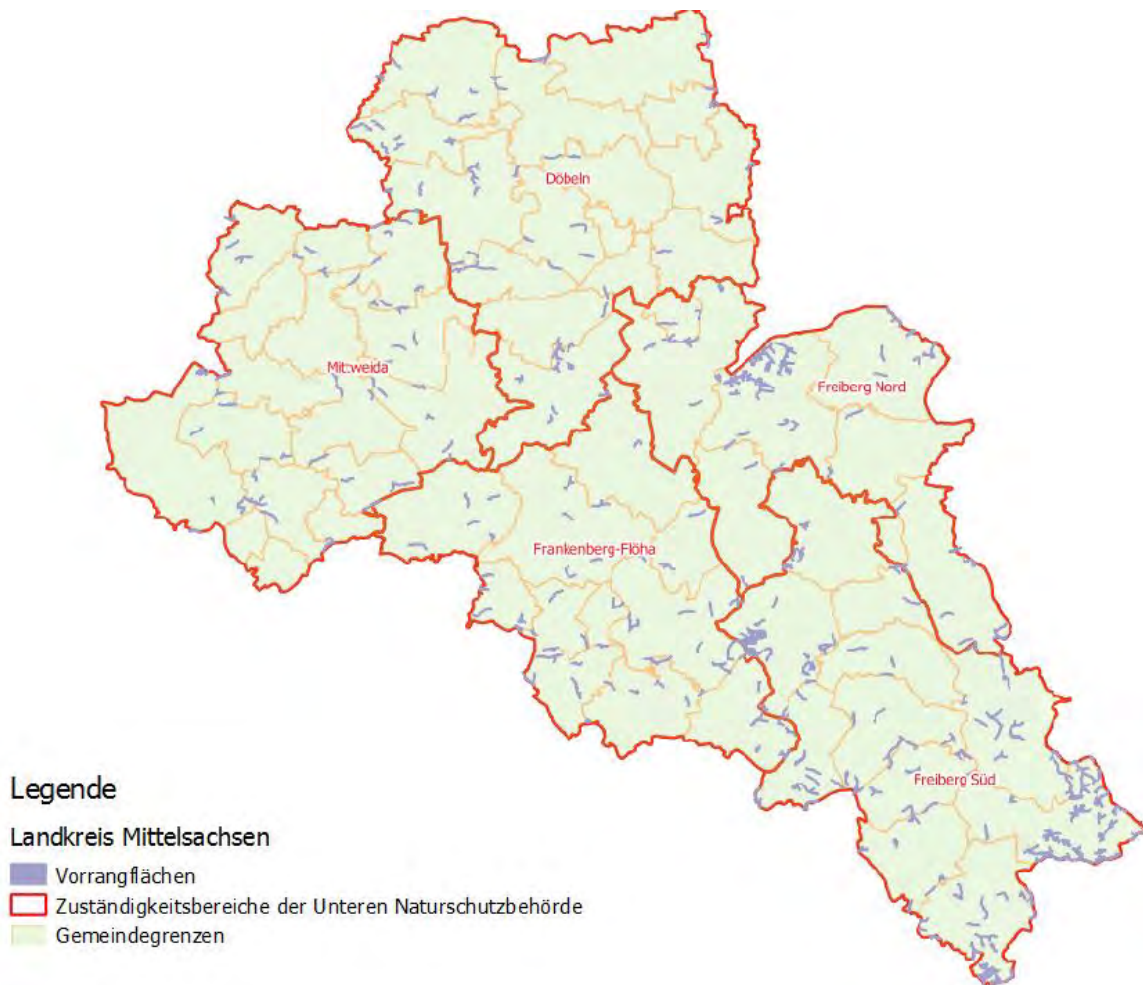 Döbeln
Mittweida
Freiberg Nord
Frankenberg-Flöha
Freiberg Süd
Legende
Landkreis Mittelsachsen
Vorrangflächen
Zuständigkeitsbereiche der Unteren Naturschutzbehörde
Gemeindegrenzen